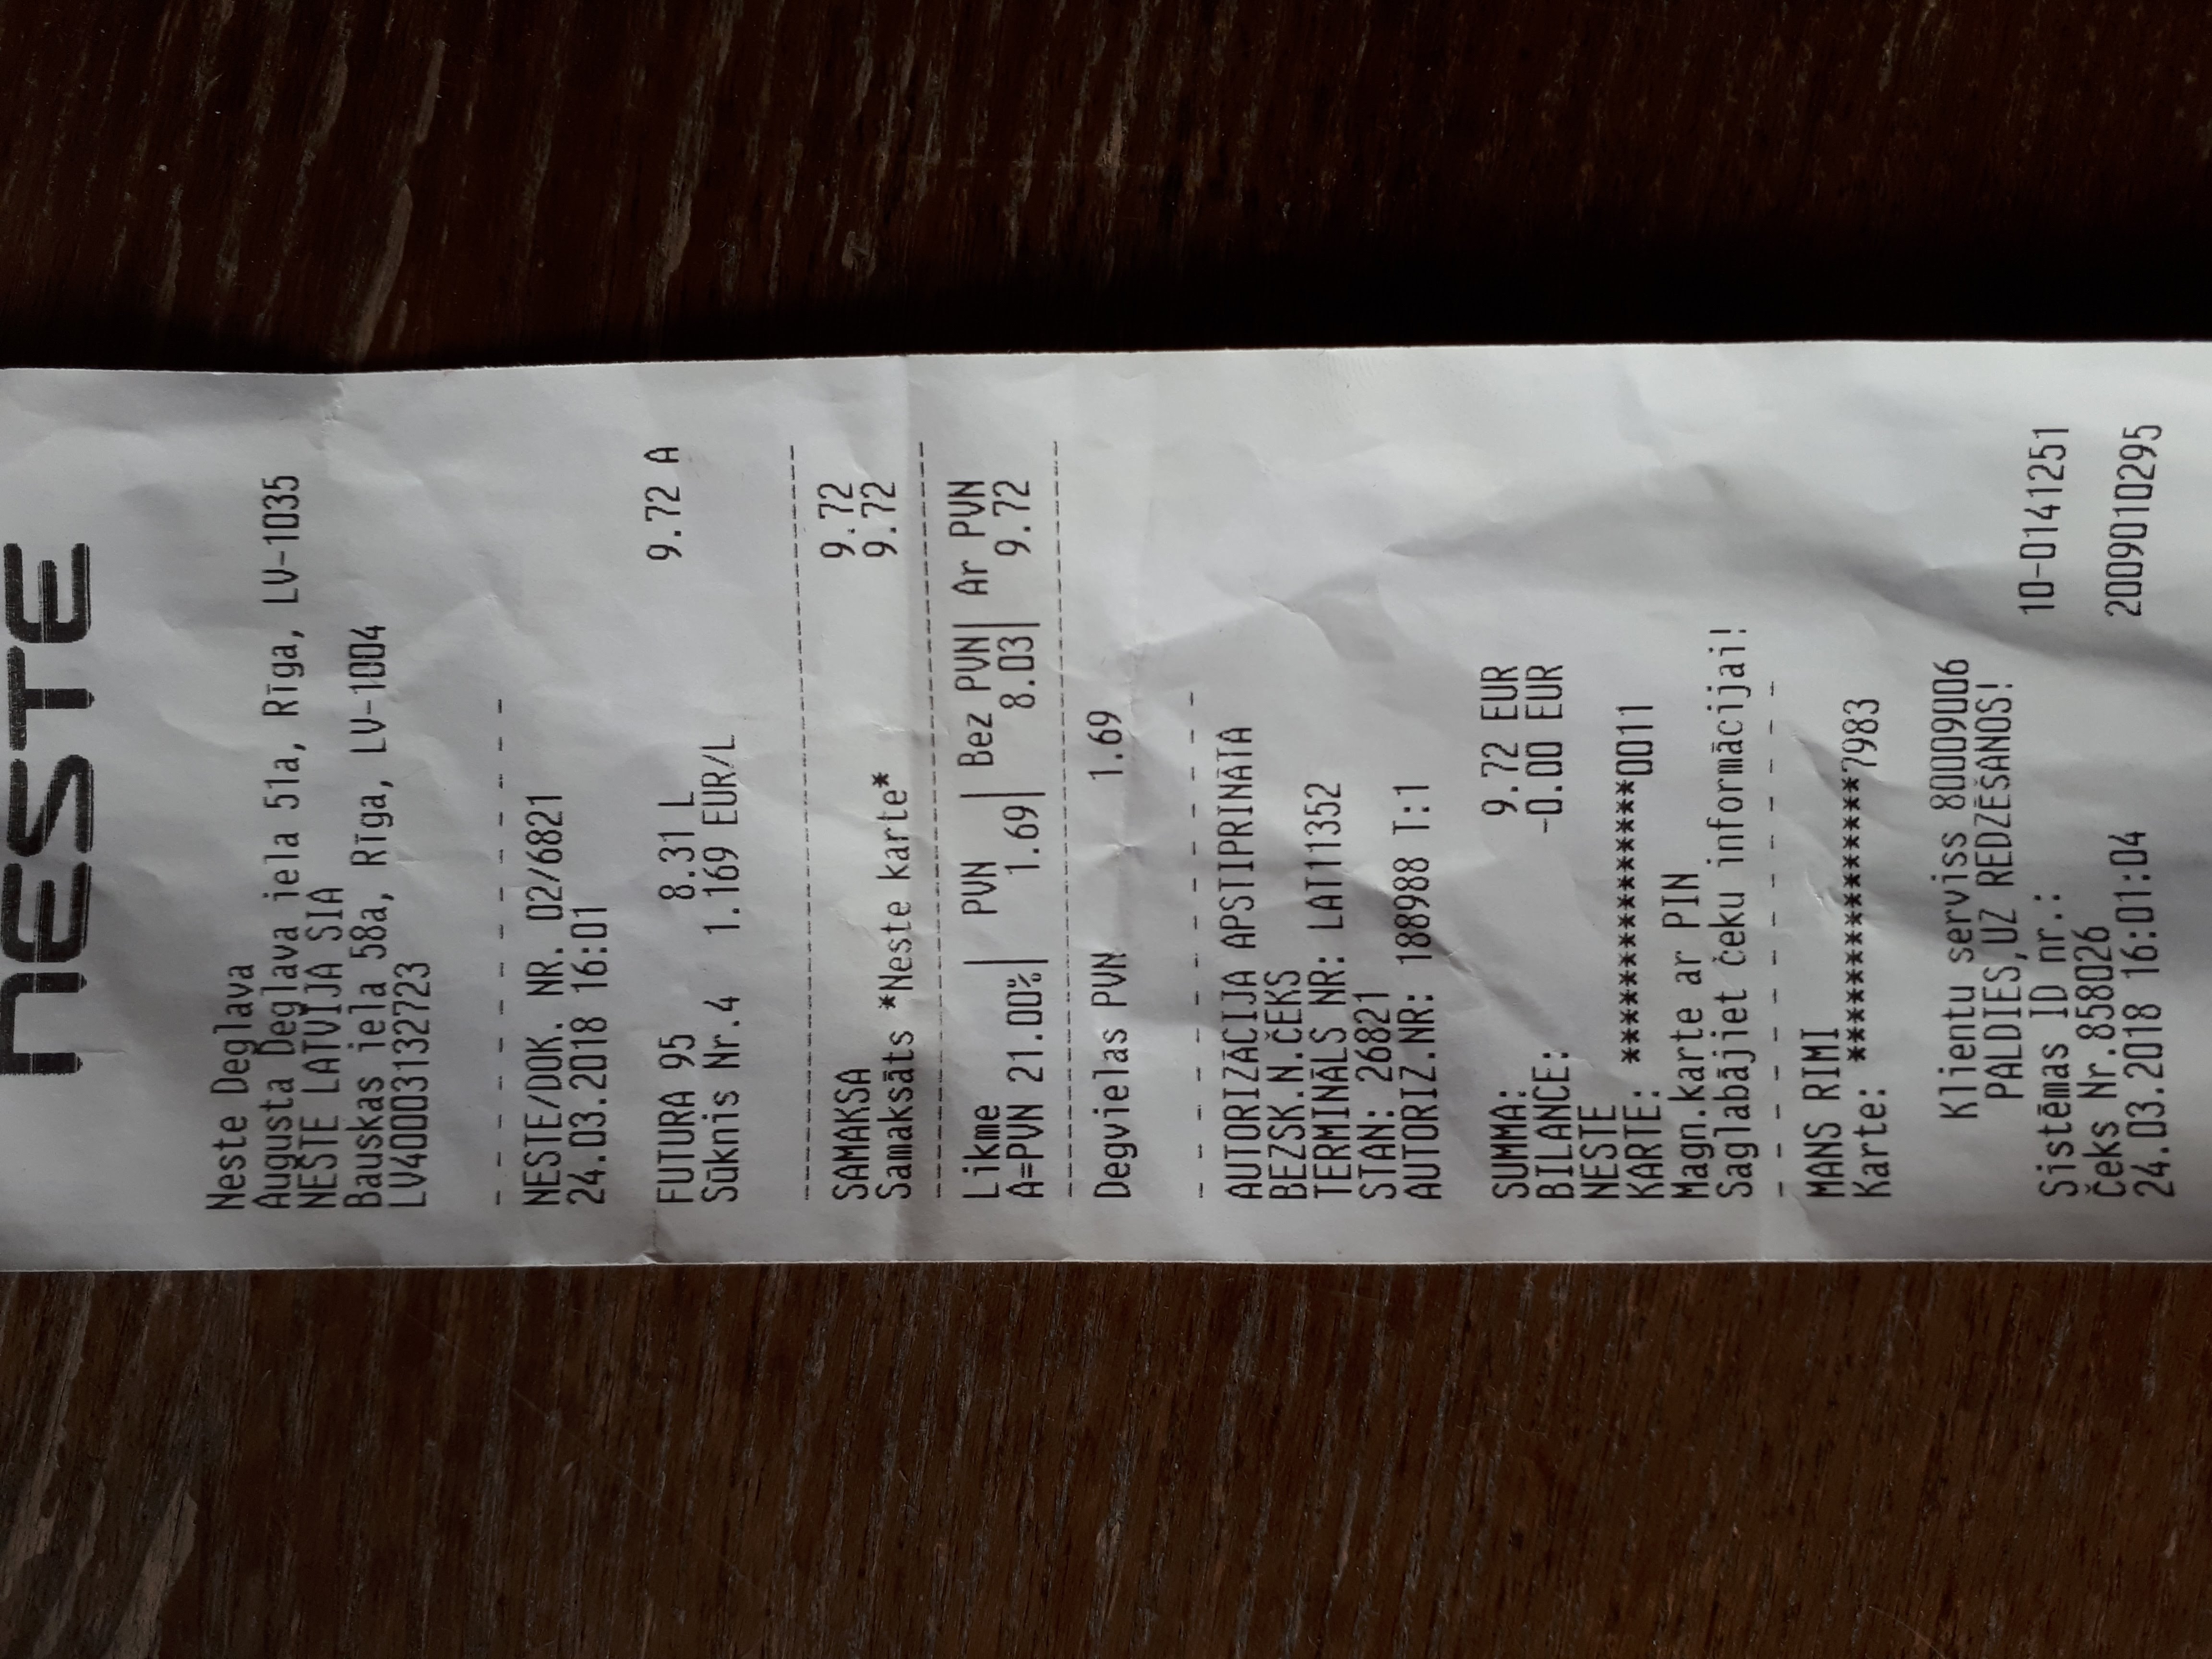 NESTE
Neste Deglava
Augusta Deglava iela 51a, Rīga, LV-1035
NESTE LATVIJA SIA
Bauskas iela 58a, Rīga, LV-1004
LV40003132723
- - - - - - - - - - - - - -
NESTE/DOK. NR. 02/6821
24.03.2018 16:01
FUTURA 95 8.31 L 9.72 A
Sūknis Nr.4 1.169 EUR/L
---------------------------------------
SAMAKSA 9.72
Samaksāts *Neste karte* 9.72
---------------------------------------
Likme | PVN | Bez PVN| Ar PVN
A=PVN 21.00%| 1.69| 8.03| 9.72
---------------------------------------
Degvielas PVN 1.69
- - - - - - - - - - - - - -
AUTORIZĀCIJA APSTIPRINĀTA
BEZSK.N.ČEKS
TERMINĀLS NR: LAT11352
STAN: 26821
AUTORIZ.NR: 188988 T:1
SUMMA: 9.72 EUR
BILANCE: -0.00 EUR
NESTE
KARTE: ***************0011
Magn.karte ar PIN
Saglabājiet čeku informācijai!
- - - - - - - - - - - - - -
MANS RIMI
Karte: ***************7983
Klientu serviss 80009006
PALDIES,UZ REDZĒŠANOS!
Sistēmas ID nr.: 10-0141251
čeks Nr.858026
24.03.2018 16:01:04 2009010295